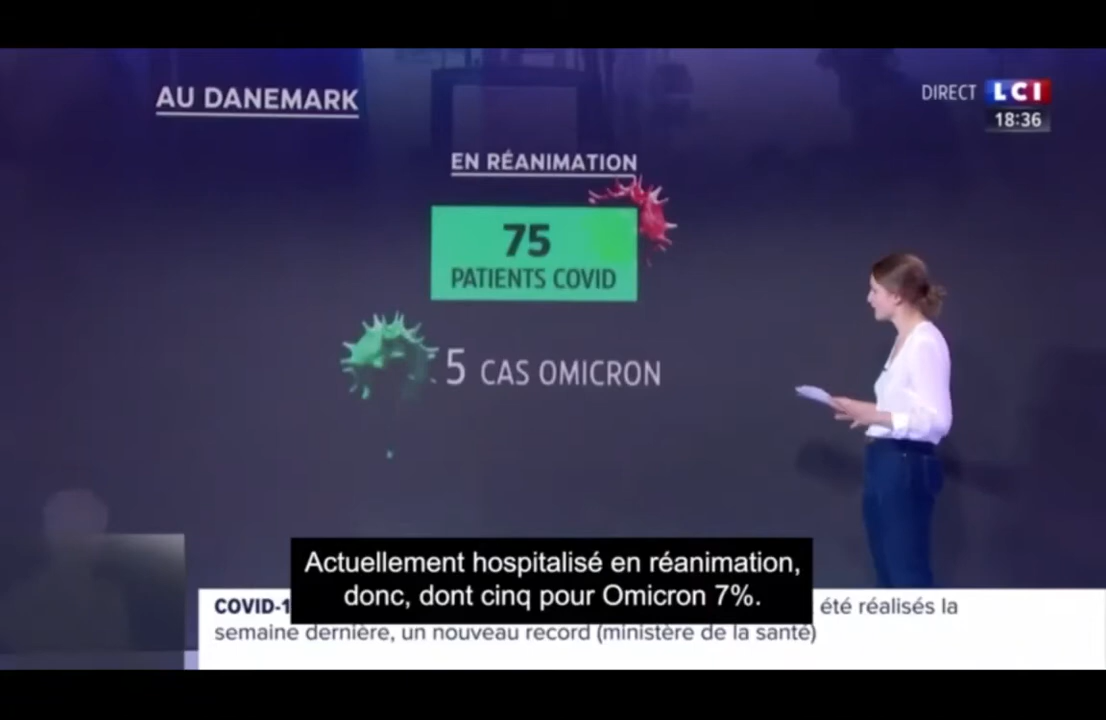 AU DANEMARK
DIRECT LCI
18:36
EN RÉANIMATION
75
PATIENTS COVID
5 CAS OMICRON
Actuellement hospitalisé en réanimation,
donc, dont cinq pour Omicron 7%.
COVID-1 été réalisés la
semaine dernière, un nouveau record (ministère de la santé)